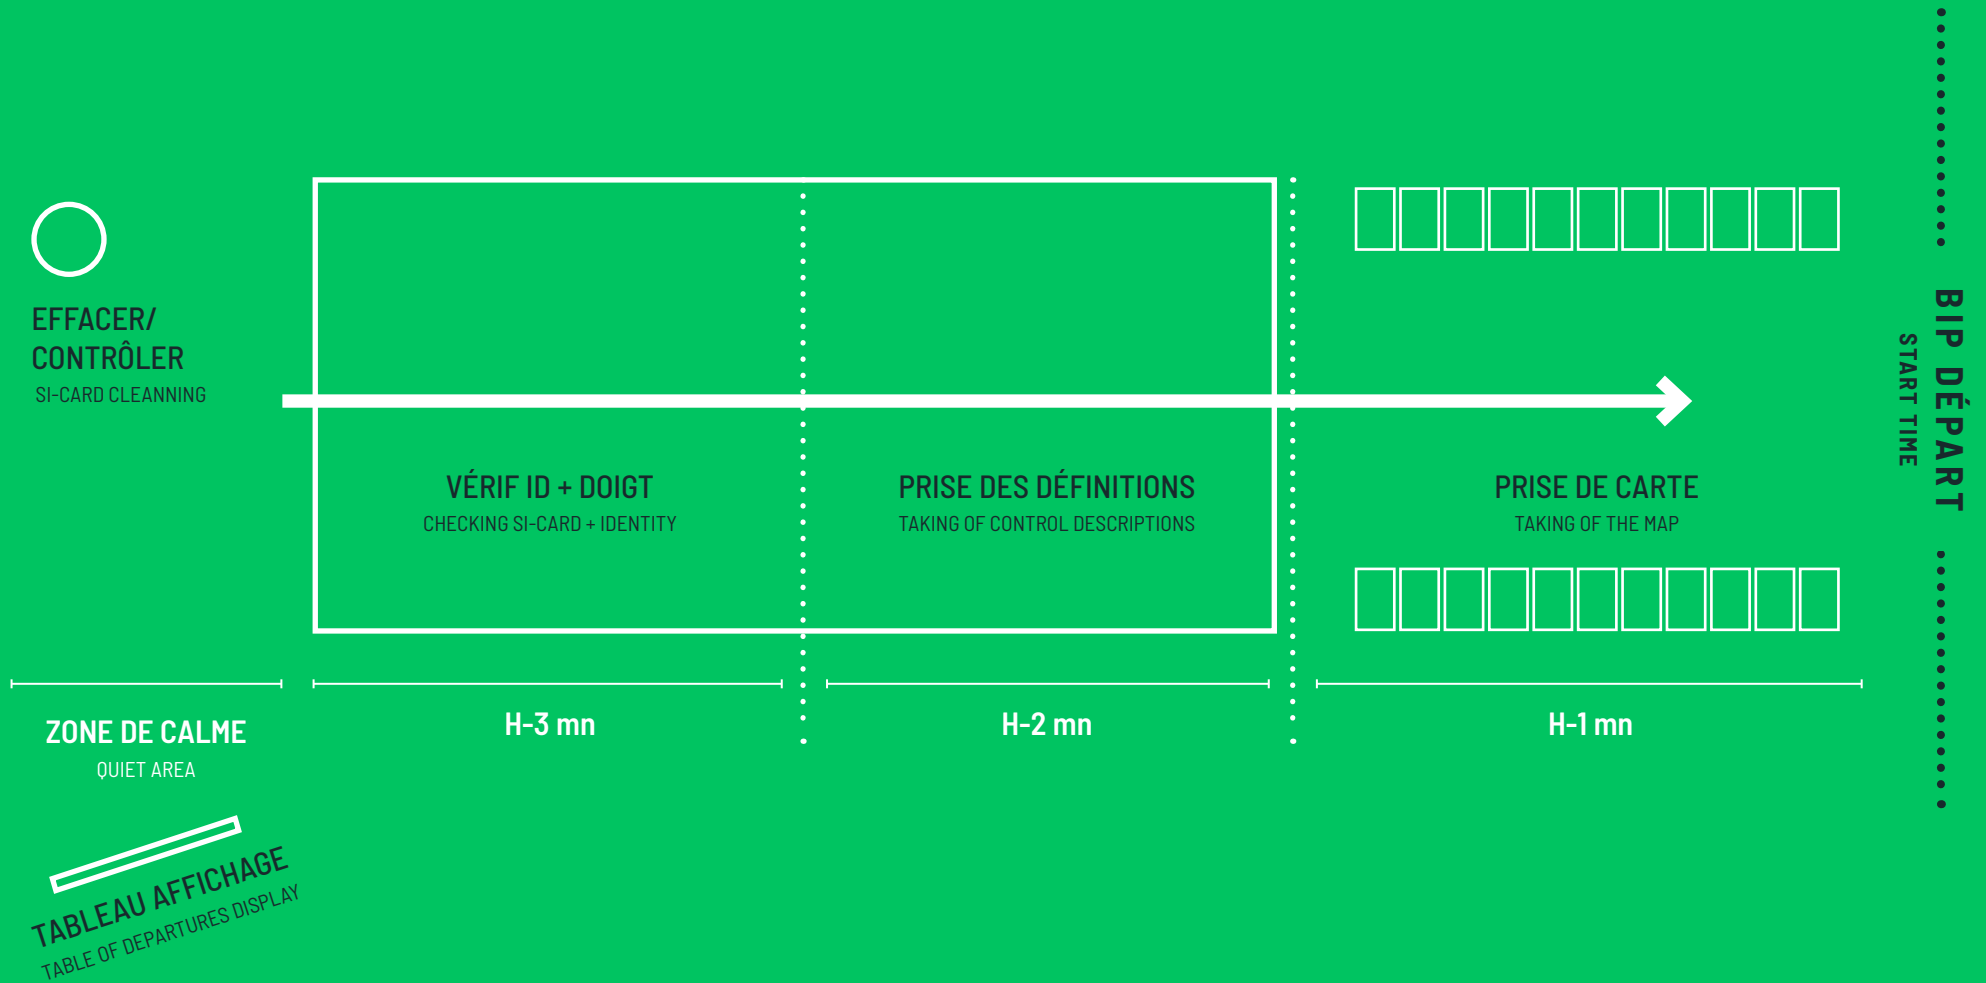 EFFACER/
CONTRÔLER
SI-CARD CLEANNING
VÉRIF ID + DOIGT
CHECKING SI-CARD + IDENTITY
PRISE DES DÉFINITIONS
TAKING OF CONTROL DESCRIPTIONS
PRISE DE CARTE
TAKING OF THE MAP
BIP DÉPART
START TIME
ZONE DE CALME
QUIET AREA
H-3 mn
H-2 mn
H-1 mn
TABLEAU AFFICHAGE
TABLE OF DEPARTURES DISPLAY